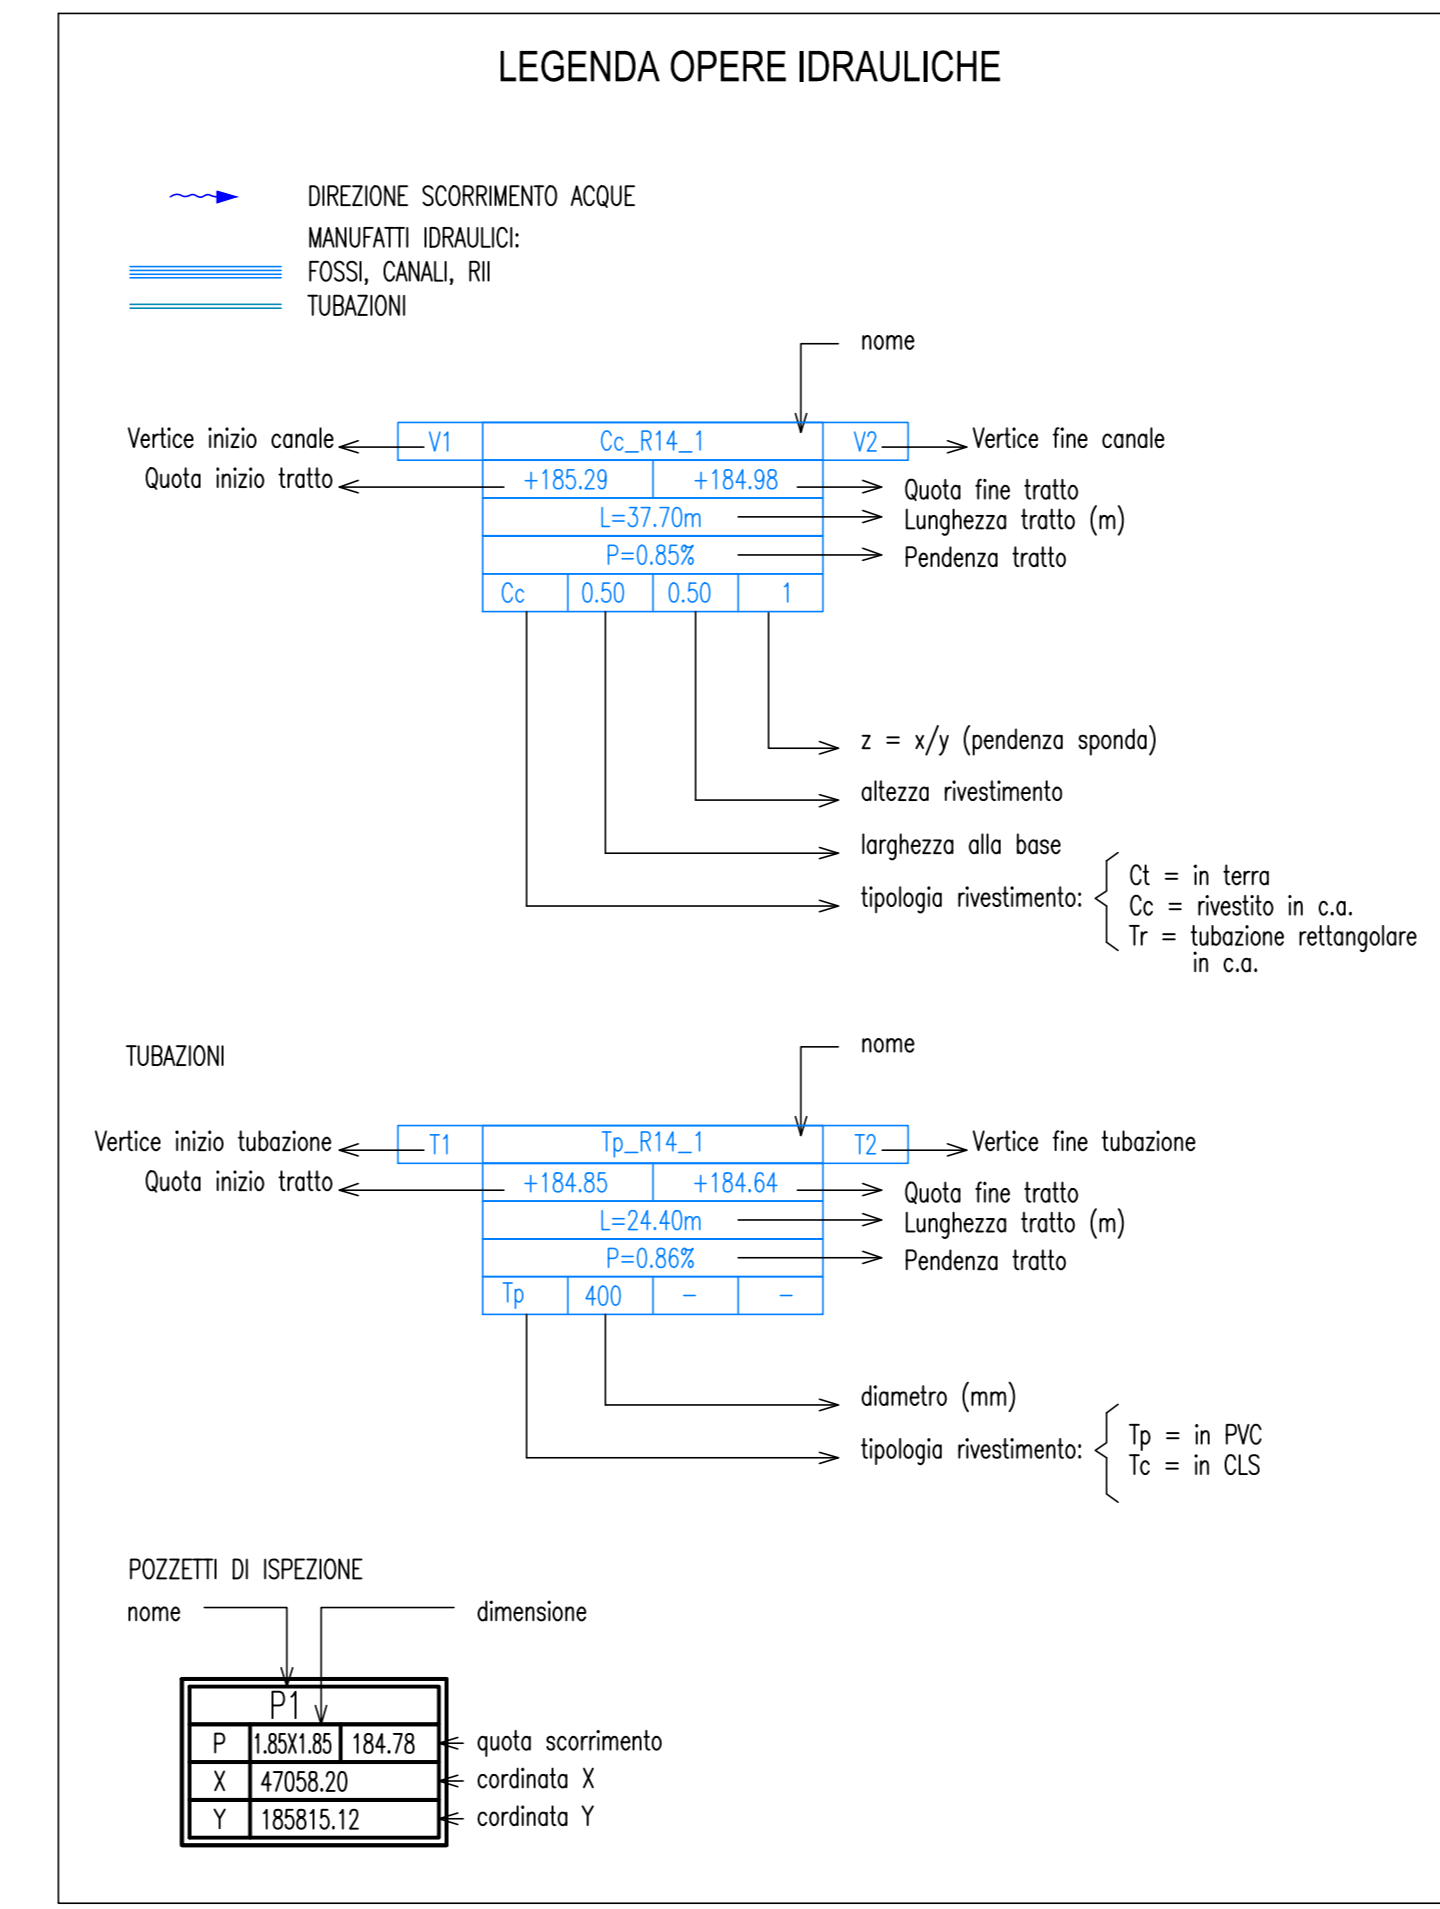 LEGENDA OPERE IDRAULICHE
DIREZIONE SCORRIMENTO ACQUE
MANUFATTI IDRAULICI:
FOSSI, CANALI, RII
TUBAZIONI
nome
Vertice inizio canale V1 Cc_R14_1 V2 Vertice fine canale
Quota inizio tratto +185.29 +184.98 Quota fine tratto
L=37.70m Lunghezza tratto (m)
P=0.85% Pendenza tratto
Cc 0.50 0.50 1
z = x/y (pendenza sponda)
altezza rivestimento
larghezza alla base
tipologia rivestimento:
Ct = in terra
Cc = rivestito in c.a.
Tr = tubazione rettangolare
in c.a.
TUBAZIONI
nome
Vertice inizio tubazione T1 Tp_R14_1 T2 Vertice fine tubazione
Quota inizio tratto +184.85 +184.64 Quota fine tratto
L=24.40m Lunghezza tratto (m)
P=0.86% Pendenza tratto
Tp 400 - -
diametro (mm)
tipologia rivestimento:
Tp = in PVC
Tc = in CLS
POZZETTI DI ISPEZIONE
nome dimensione
P1
P 1.85X1.85 184.78 quota scorrimento
X 47058.20 cordinata X
Y 185815.12 cordinata Y